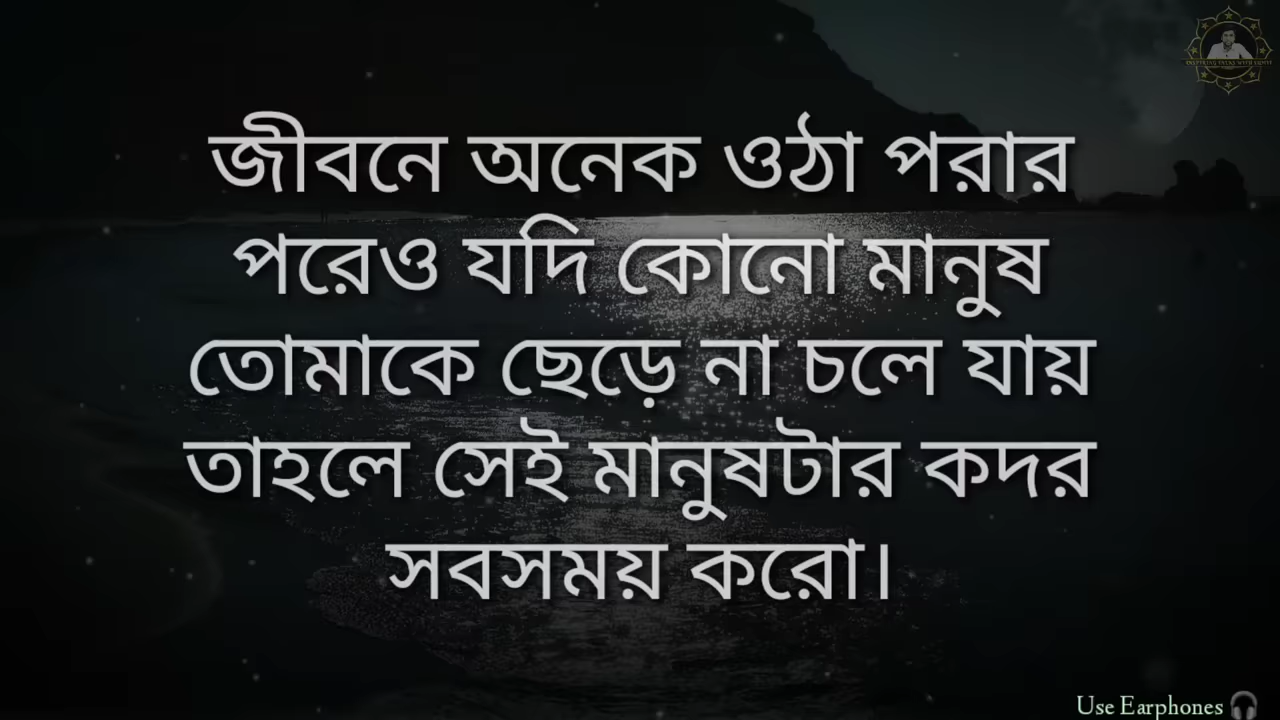 জীবনে অনেক ওঠা পরার
পরেও যদি কোনো মানুষ
তোমাকে ছেড়ে না চলে যায়
তাহলে সেই মানুষটার কদর
সবসময় করো।
Use Earphones